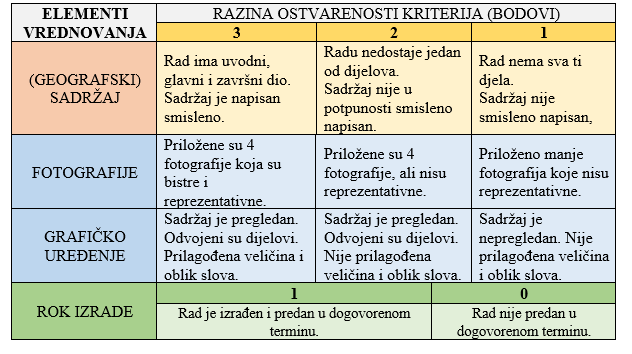 ELEMENTI
VREDNOVANJA
RAZINA OSTVARENOSTI KRITERIJA (BODOVI)
3
2
1
(GEOGRAFSKI)
SADRŽAJ
Rad ima uvodni,
glavni i završni dio.
Sadržaj je napisan
smisleno.
Radu nedostaje jedan
od dijelova.
Sadržaj nije u
potpunosti smisleno
napisan.
Rad nema sva ti
djela.
Sadržaj nije
smisleno napisan,
FOTOGRAFIJE
Priložene su 4
fotografije koja su
bistre i
reprezentativne.
Priložene su 4
fotografije, ali nisu
reprezentativne.
Priloženo manje
fotografija koje nisu
reprezentativne.
GRAFIČKO
UREĐENJE
Sadržaj je pregledan.
Odvojeni su dijelovi.
Prilagođena veličina i
oblik slova.
Sadržaj je pregledan.
Odvojeni su dijelovi.
Nije prilagođena
veličina i oblik slova.
Sadržaj je
nepregledan. Nije
prilagođena veličina
i oblik slova.
ROK IZRADE
1
0
Rad je izrađen i predan u dogovorenom
terminu.
Rad nije predan u
dogovorenom terminu.